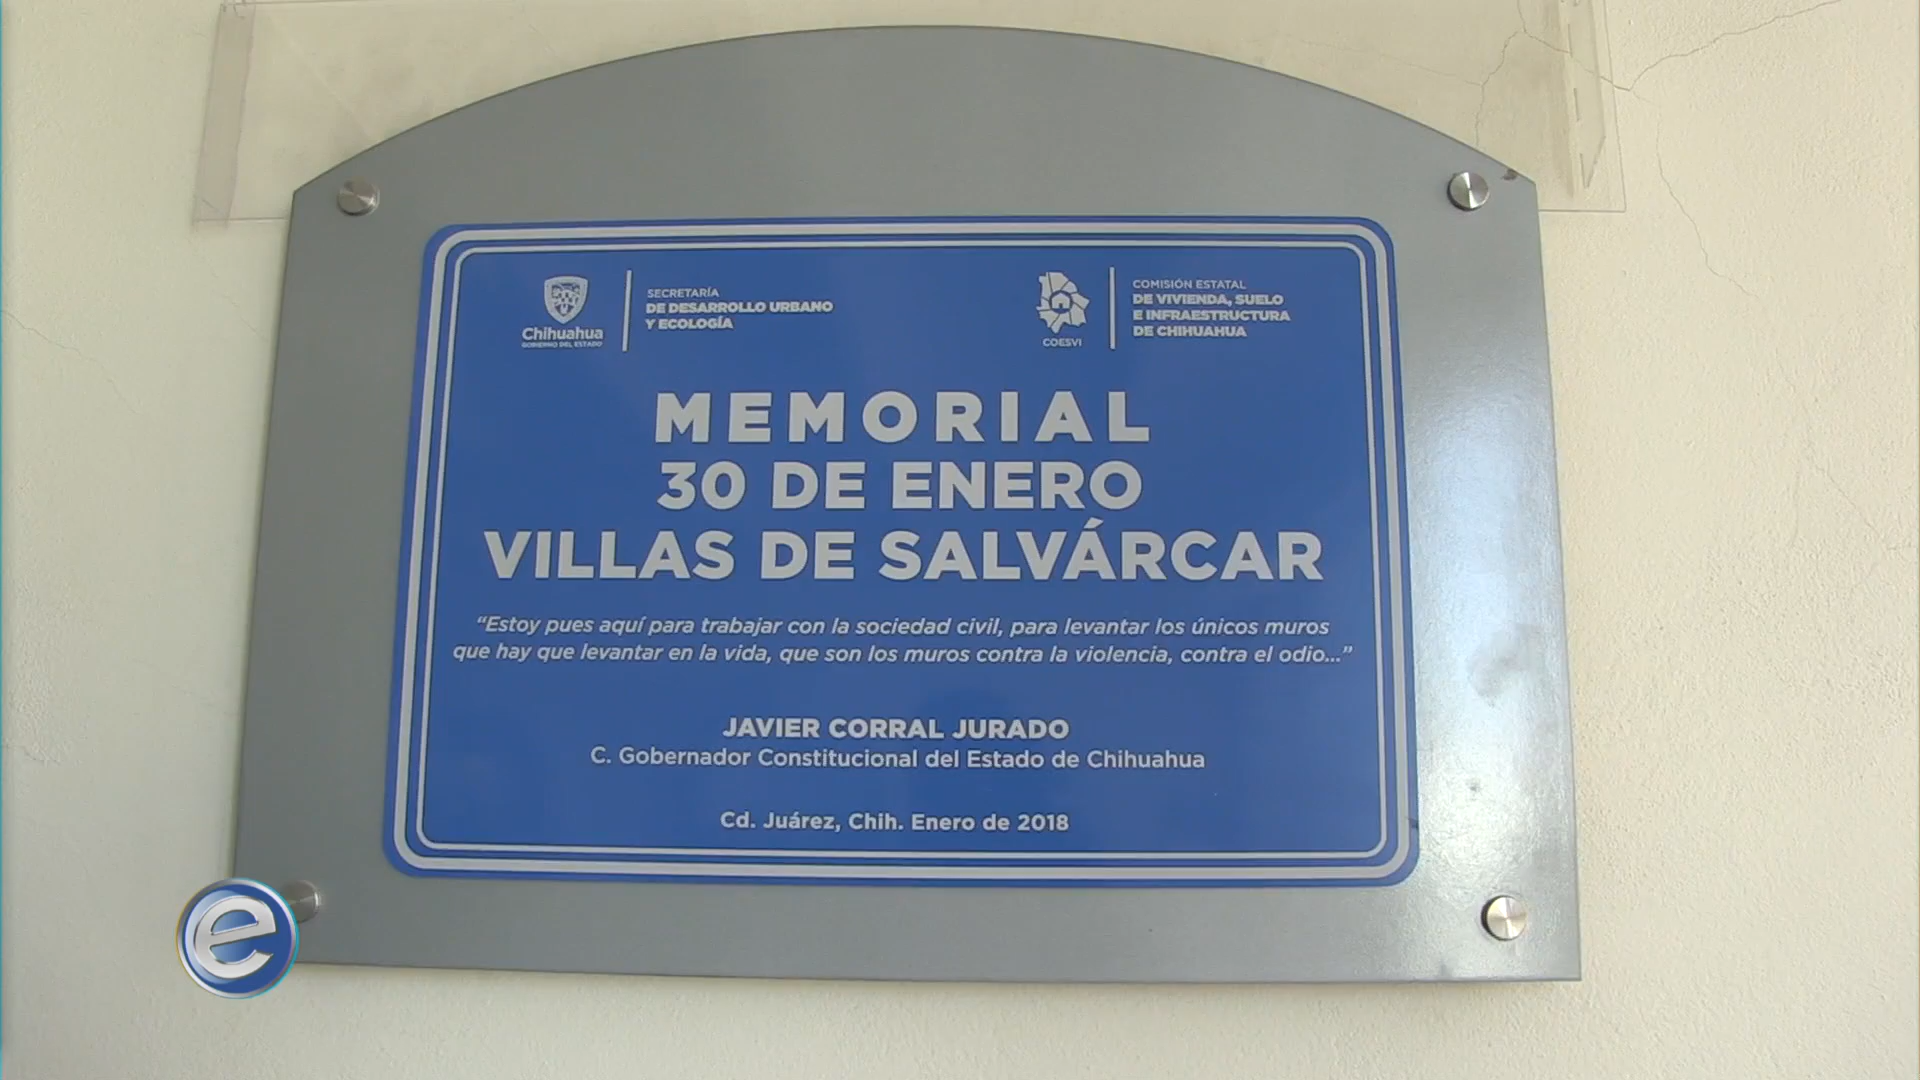 Chihuahua
GOBIERNO DEL ESTADO
SECRETARÍA
DE DESARROLLO URBANO
Y ECOLOGÍA
COESVI
COMISIÓN ESTATAL
DE VIVIENDA, SUELO
E INFRAESTRUCTURA
DE CHIHUAHUA
MEMORIAL
30 DE ENERO
VILLAS DE SALVÁRCAR
“Estoy pues aquí para trabajar con la sociedad civil, para levantar los únicos muros
que hay que levantar en la vida, que son los muros contra la violencia, contra el odio...”
JAVIER CORRAL JURADO
C. Gobernador Constitucional del Estado de Chihuahua
Cd. Juárez, Chih. Enero de 2018
e